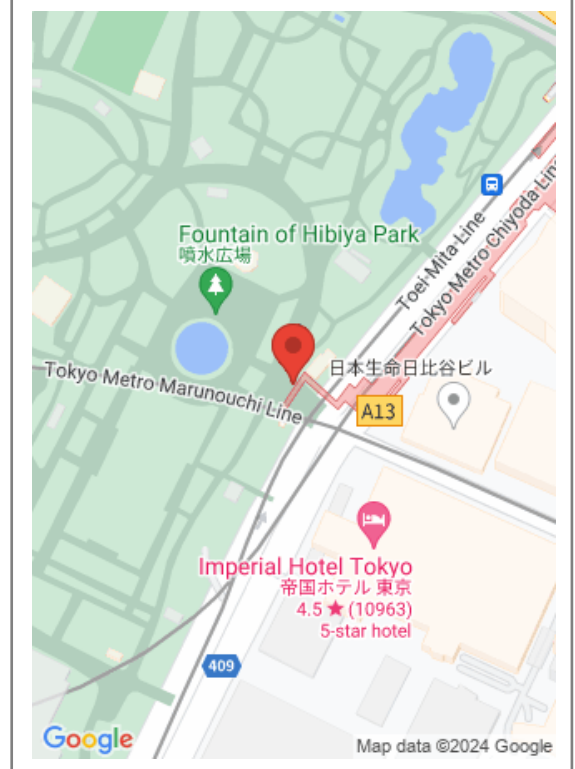 Fountain of Hibiya Park
噴水広場
Toei Mita Line
Tokyo Metro Chiyoda Line
Tokyo Metro Marunouchi Line
日本生命日比谷ビル
A13
Imperial Hotel Tokyo
帝国ホテル 東京
4.5★(10963)
5-star hotel
409
Google
Map data ©2024 Google